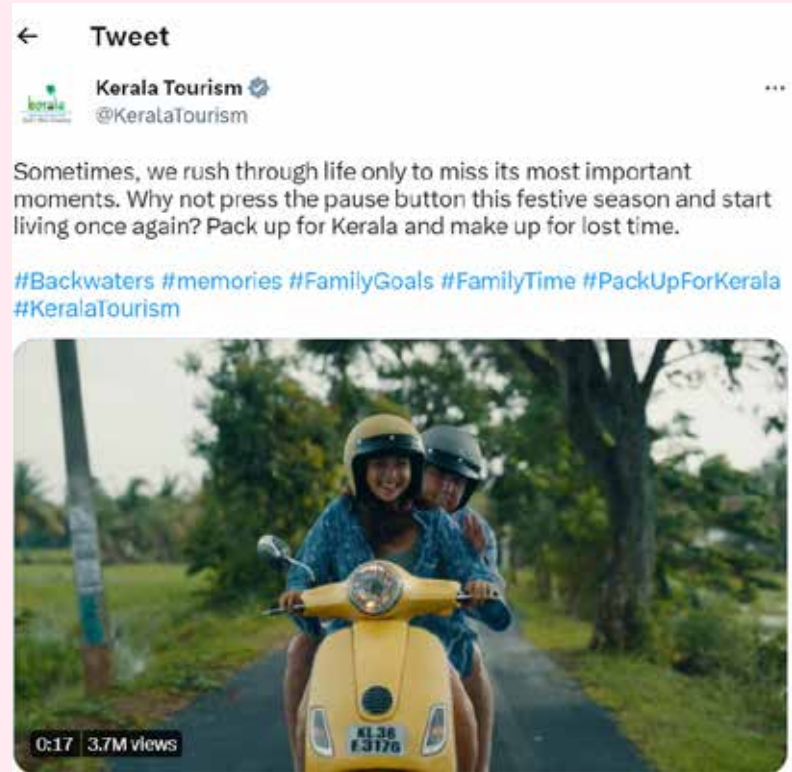 Tweet
Kerala Tourism
@KeralaTourism
Sometimes, we rush through life only to miss its most important
moments. Why not press the pause button this festive season and start
living once again? Pack up for Kerala and make up for lost time.
#Backwaters #memories #FamilyGoals #FamilyTime #PackUpForKerala
#KeralaTourism
0:17 3.7M views
KL.36
F.3176